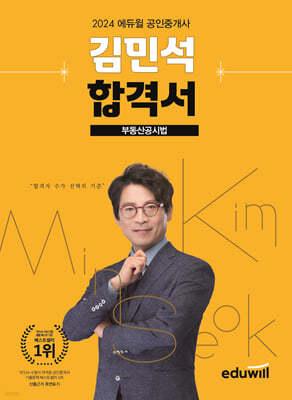 2024 에듀윌 공인중개사
김민석
합격서
부동산공시법
"합격자 수가 선택의 기준"
Kim
Min
Seok
베스트셀러
1위
eduwill